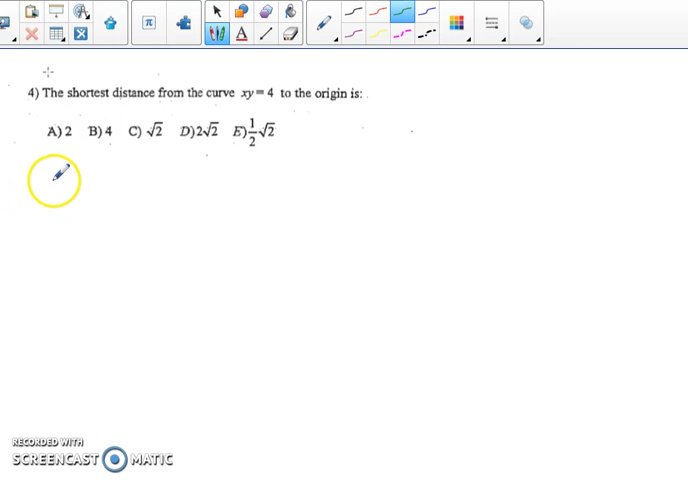 4) The shortest distance from the curve xy = 4 to the origin is:
A) 2 B) 4 C) √2 D) 2√2 E) 1/2 √2
RECORDED WITH
SCREENCAST MATIC